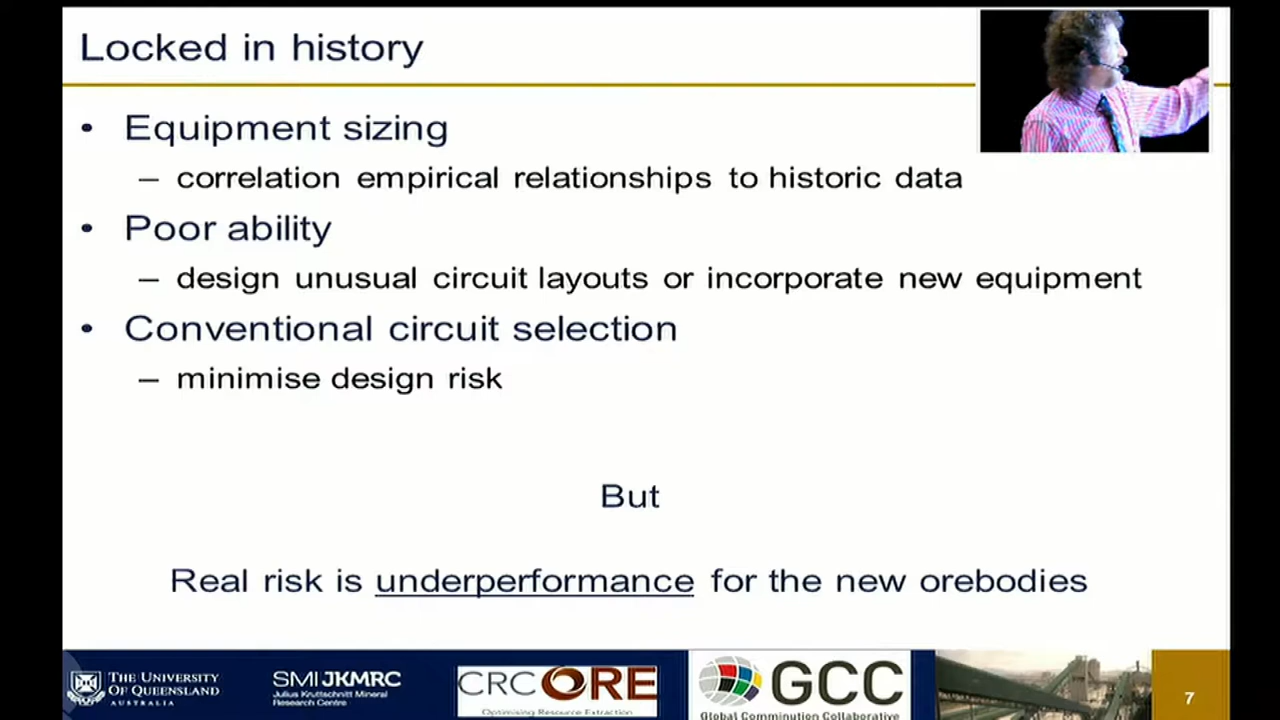 Locked in history
• Equipment sizing
– correlation empirical relationships to historic data
• Poor ability
– design unusual circuit layouts or incorporate new equipment
• Conventional circuit selection
– minimise design risk
But
Real risk is underperformance for the new orebodies
THE UNIVERSITY
OF QUEENSLAND
AUSTRALIA
SMI JKMRC
Julius Kruttschnitt Mineral
Research Centre
CRC ORE
Optimising Resource Extraction
GCC
Global Comminution Collaborative
7